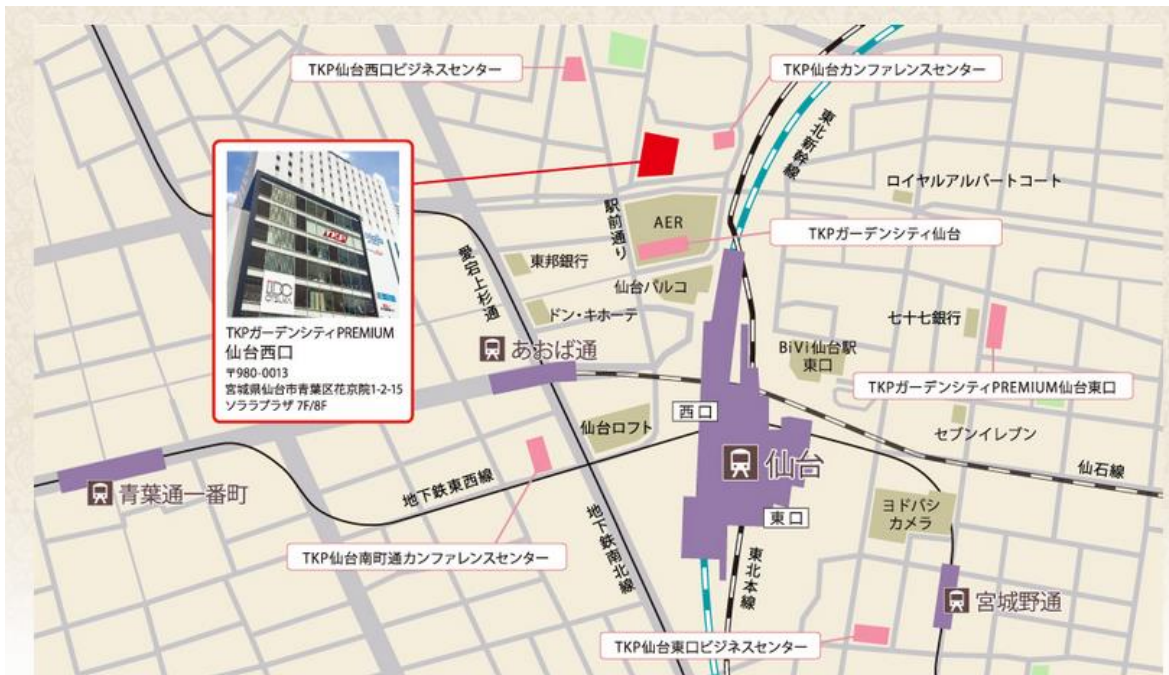 TKP仙台西口ビジネスセンター
TKP仙台カンファレンスセンター
東北新幹線
ロイヤルアルバートコート
TKP
TKPガーデンシティPREMIUM
仙台西口
〒980-0013
宮城県仙台市青葉区花京院1-2-15
ソララプラザ 7F/8F
駅前通り
AER
TKPガーデンシティ仙台
愛宕上杉通
東邦銀行
仙台パルコ
ドン・キホーテ
七十七銀行
あおば通
BiVi仙台駅
東口
TKPガーデンシティPREMIUM仙台東口
西口
仙台ロフト
セブンイレブン
仙台
仙石線
青葉通一番町
地下鉄東西線
ヨドバシ
カメラ
東口
地下鉄南北線
TKP仙台南町通カンファレンスセンター
東北本線
宮城野通
TKP仙台東口ビジネスセンター